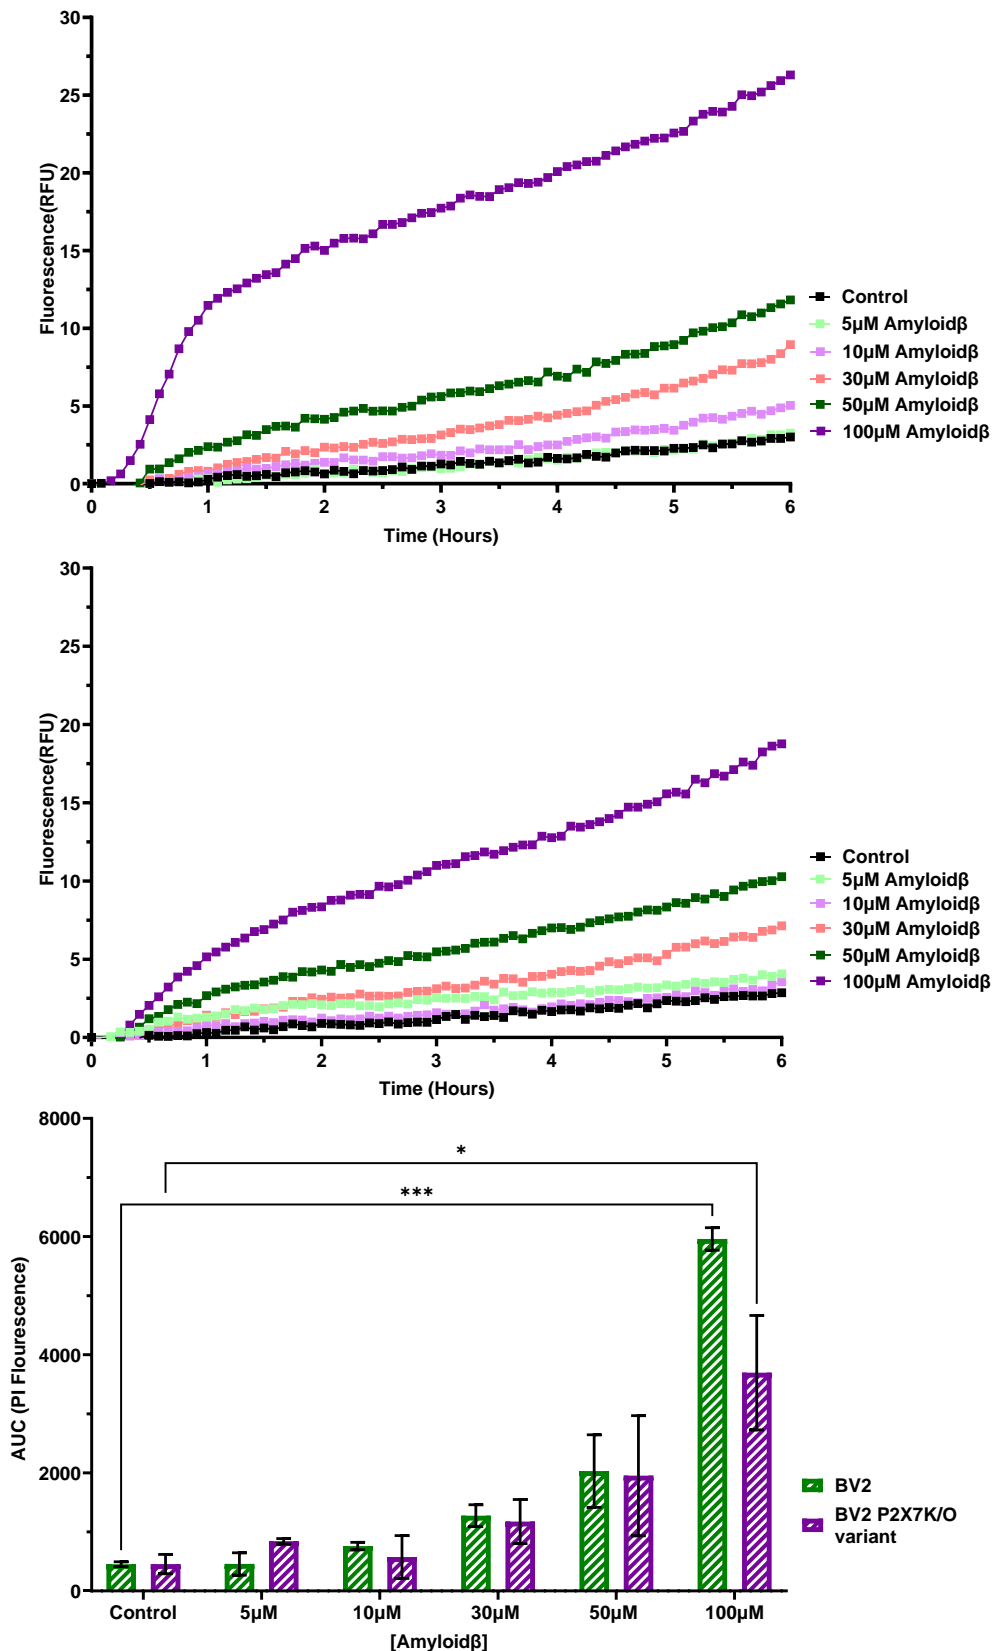 30
25
20
15
10
5
0
Fluorescence(RFU)
0 1 2 3 4 5 6
Time (Hours)
Control
5µM Amyloidβ
10µM Amyloidβ
30µM Amyloidβ
50µM Amyloidβ
100µM Amyloidβ
30
25
20
15
10
5
0
Fluorescence(RFU)
0 1 2 3 4 5 6
Time (Hours)
Control
5µM Amyloidβ
10µM Amyloidβ
30µM Amyloidβ
50µM Amyloidβ
100µM Amyloidβ
8000
6000
4000
2000
0
AUC (PI Flourescence)
*
***
Control 5µM 10µM 30µM 50µM 100µM
[Amyloidβ]
BV2
BV2 P2X7K/O
variant